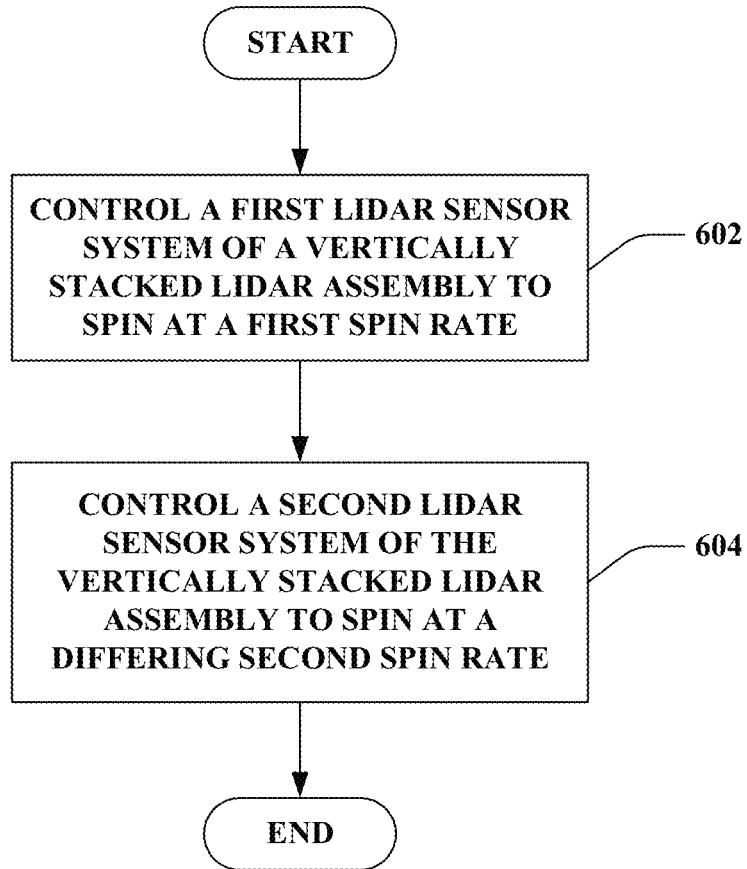 START
CONTROL A FIRST LIDAR SENSOR
SYSTEM OF A VERTICALLY
STACKED LIDAR ASSEMBLY TO
SPIN AT A FIRST SPIN RATE
602
CONTROL A SECOND LIDAR
SENSOR SYSTEM OF THE
VERTICALLY STACKED LIDAR
ASSEMBLY TO SPIN AT A
DIFFERING SECOND SPIN RATE
604
END